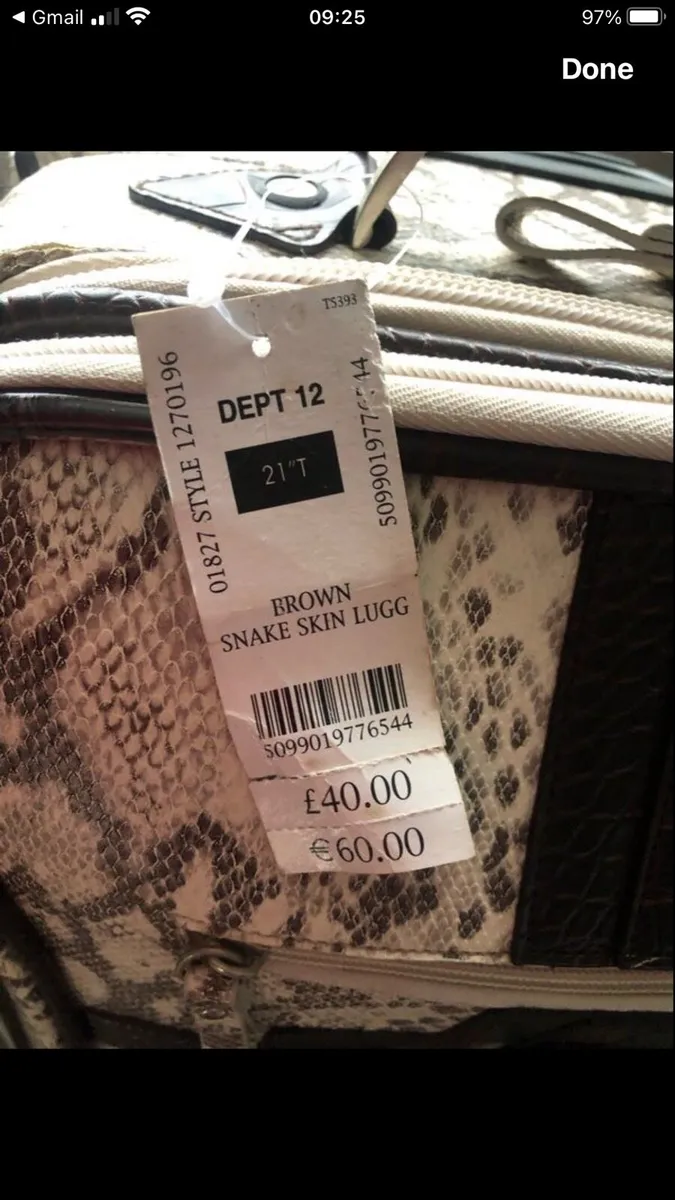 Gmail
09:25
97%
Done
TS393
DEPT 12
21"T
01827 STYLE 1270196
BROWN
SNAKE SKIN LUGG
5099019776544
£40.00
€60.00